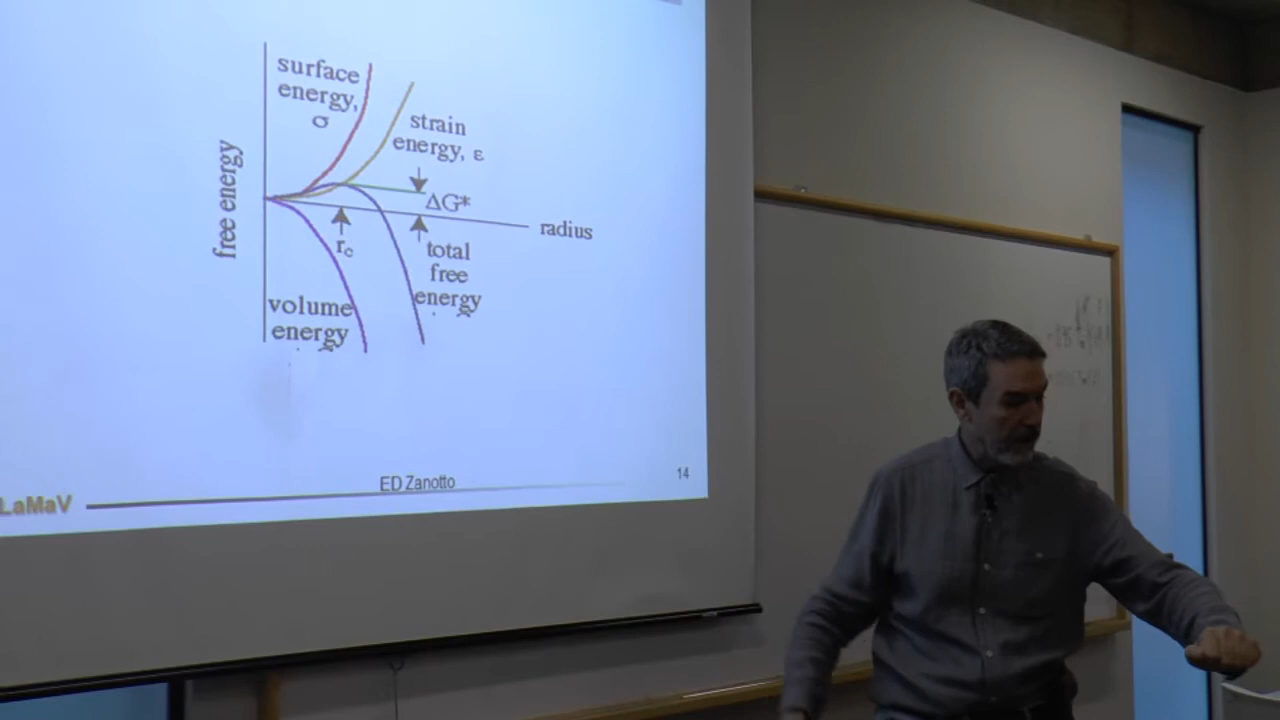 surface
energy,
σ
strain
energy, ε
free energy
ΔG*
radius
r_c
total
free
energy
volume
energy
ED Zanotto
14
LaMaV